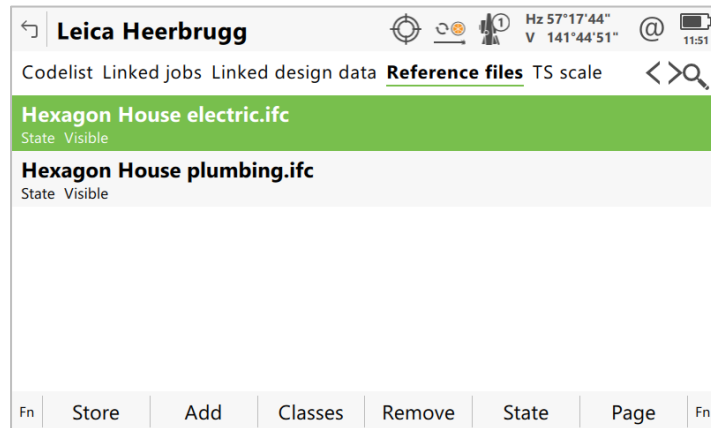 Leica Heerbrugg
1
Hz 57°17'44"
V 141°44'51"
@
11:51
Codelist Linked jobs Linked design data Reference files TS scale
Hexagon House electric.ifc
State Visible
Hexagon House plumbing.ifc
State Visible
Fn Store Add Classes Remove State Page Fn